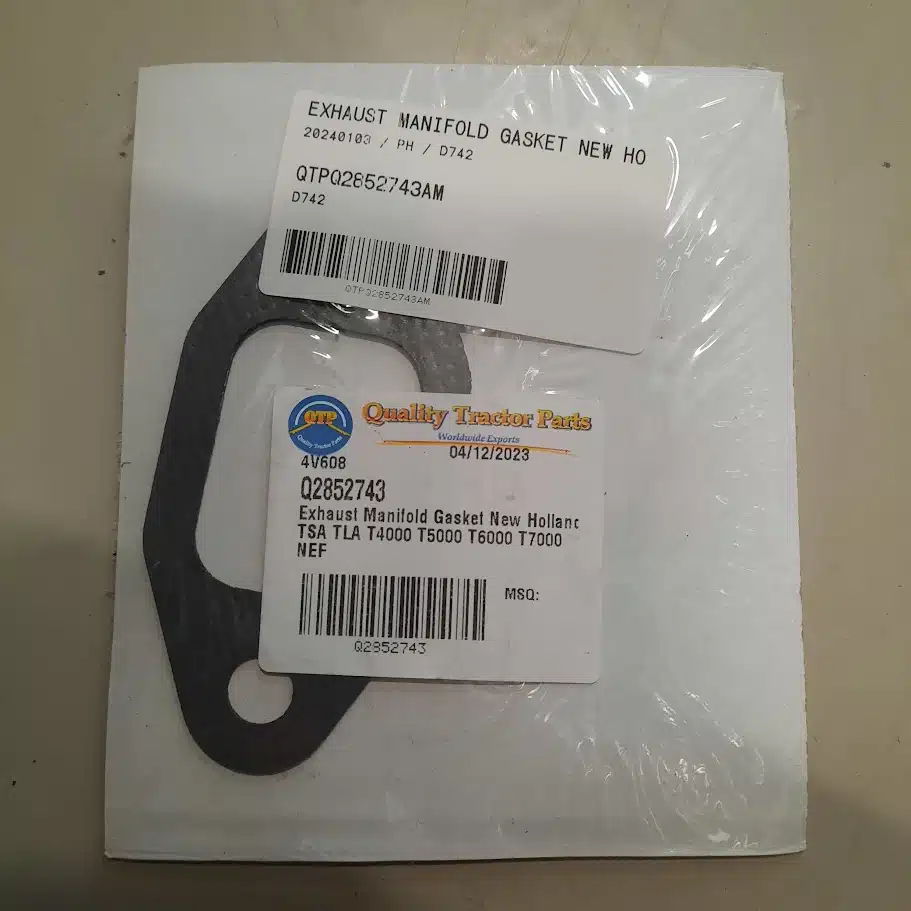 EXHAUST MANIFOLD GASKET NEW HO
20240103 / PH / D742
QTPQ2852743AM
D742
QTPQ2852743AM
QTP
Quality Tractor Parts
Quality Tractor Parts
Worldwide Exports
04/12/2023
4V608
Q2852743
Exhaust Manifold Gasket New Hollanc
TSA TLA T4000 T5000 T6000 T7000
NEF
MSQ:
Q2852743